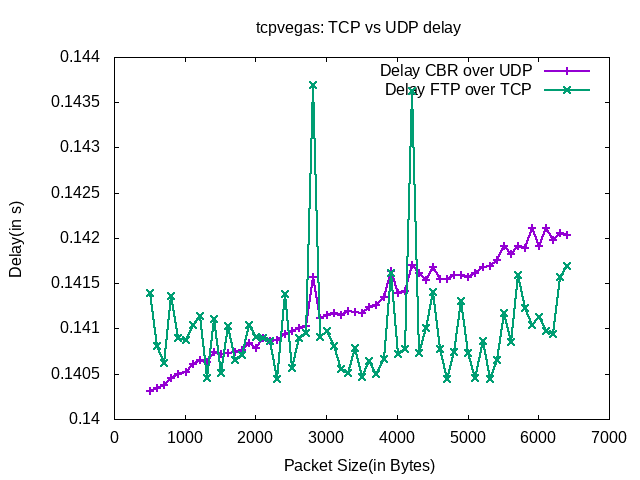 tcpvegas: TCP vs UDP delay
0.144
Delay CBR over UDP
Delay FTP over TCP
0.1435
0.143
0.1425
0.142
0.1415
0.141
0.1405
0.14
Delay(in s)
0 1000 2000 3000 4000 5000 6000 7000
Packet Size(in Bytes)